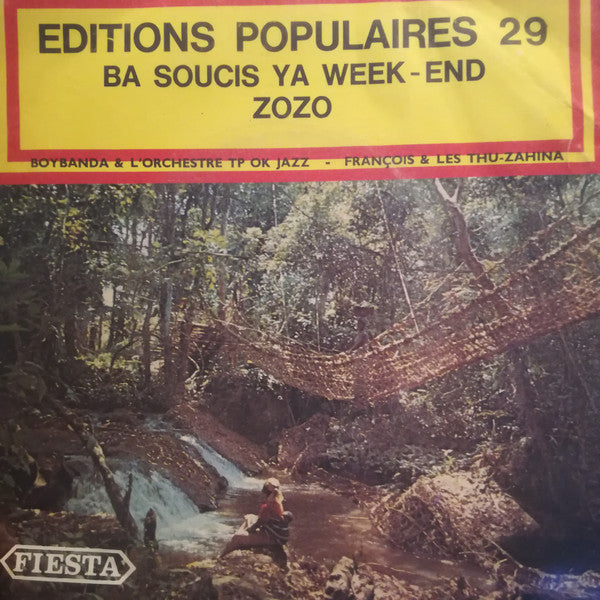 EDITIONS POPULAIRES 29
BA SOUCIS YA WEEK-END
ZOZO
BOYBANDA & L'ORCHESTRE TP OK JAZZ - FRANÇOIS & LES THU-ZAHINA
FIESTA